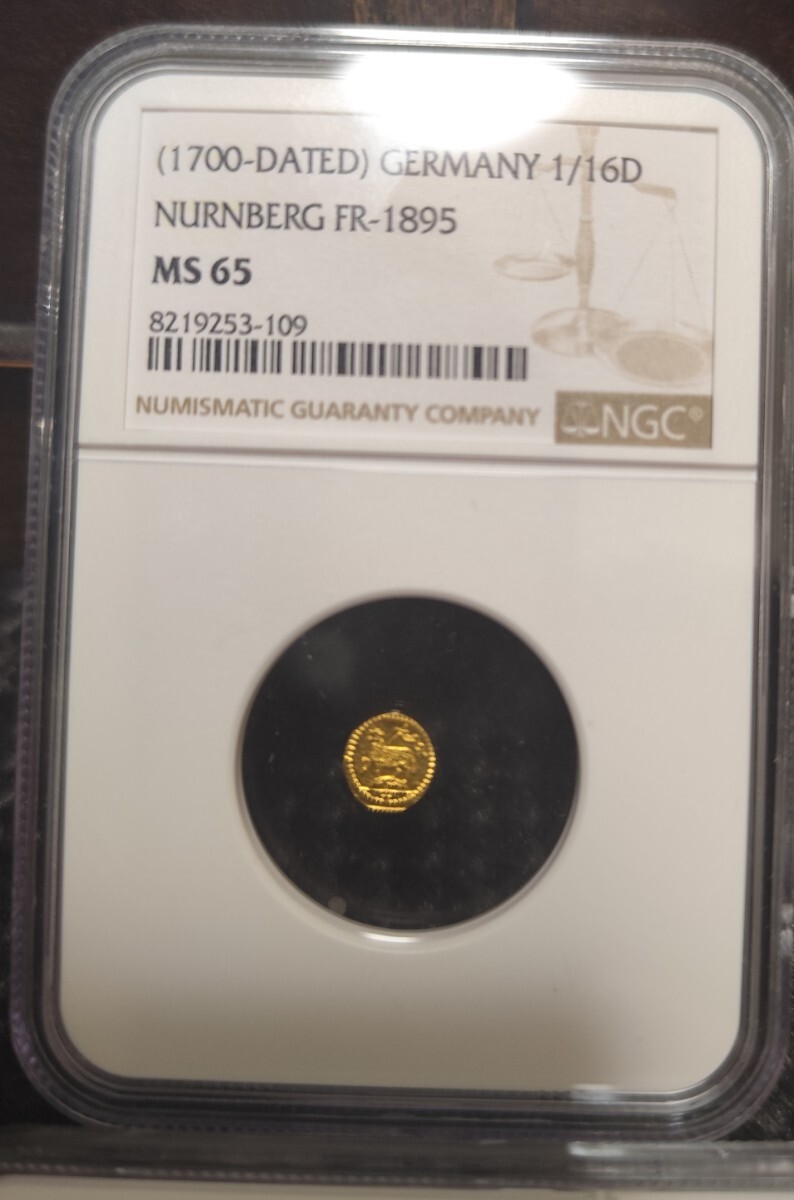 (1700-DATED) GERMANY 1/16D
NURNBERG FR-1895
MS 65
8219253-109
NUMISMATIC GUARANTY COMPANY
NGC®